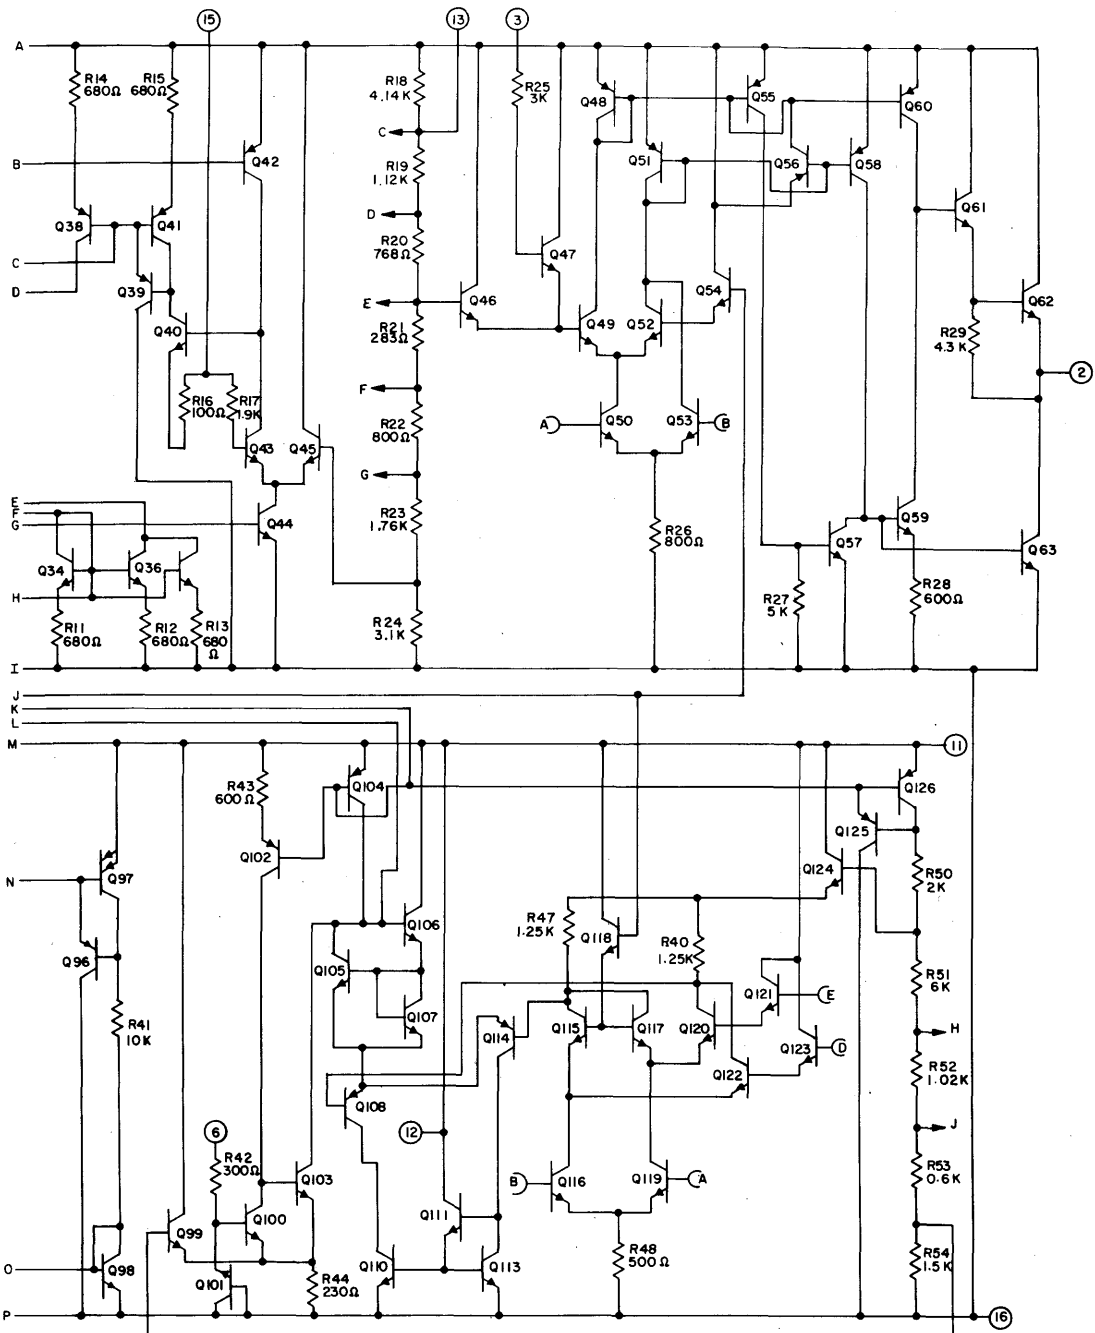 15
13
3
A
R14
680Ω
R15
680Ω
R18
4.14K
R25
3K
Q48
Q55
Q60
C
B
Q42
R19
1.12K
Q51
Q56
Q58
D
Q38
Q41
R20
768Ω
Q47
Q61
C
D
Q39
E
Q46
Q54
Q62
Q40
R21
283Ω
Q49
Q52
R29
4.3K
F
2
R16
100Ω
R17
1.9K
R22
800Ω
A
Q50
Q53
B
Q43
Q45
G
E
F
G
Q44
R23
1.76K
R26
800Ω
Q59
Q57
Q63
Q34
Q36
H
R27
5K
R28
600Ω
R11
680Ω
R12
680Ω
R13
680
Ω
R24
3.1K
I
J
K
L
M
11
R43
600Ω
Q104
Q126
Q125
Q102
Q124
N
Q97
R50
2K
R47
1.25K
Q106
Q118
R40
1.25K
Q96
Q105
R51
6K
Q121
E
Q107
R41
10K
Q114
Q115
Q117
Q120
H
Q123
D
Q122
R52
1.02K
Q108
6
12
J
R42
300Ω
R53
0.6K
Q103
B
Q116
Q119
A
Q99
Q100
Q111
R48
500Ω
R54
1.5K
O
Q98
Q101
R44
230Ω
Q110
Q113
P
16